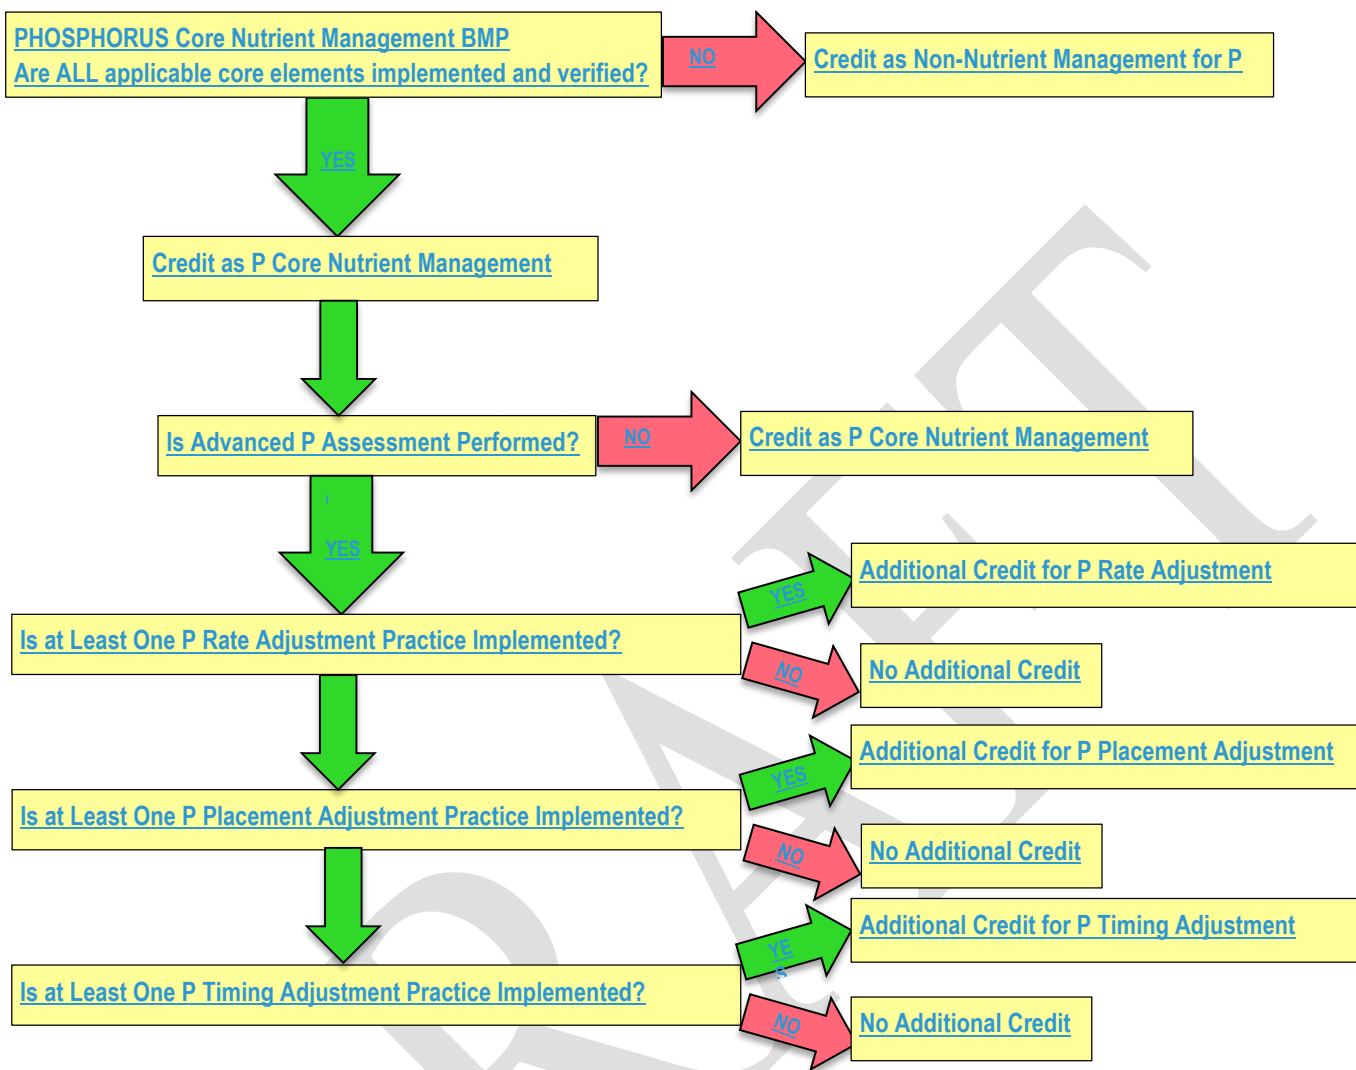 PHOSPHORUS Core Nutrient Management BMP
Are ALL applicable core elements implemented and verified?
NO
Credit as Non-Nutrient Management for P
YES
Credit as P Core Nutrient Management
Is Advanced P Assessment Performed?
NO
Credit as P Core Nutrient Management
YES
Is at Least One P Rate Adjustment Practice Implemented?
YES
Additional Credit for P Rate Adjustment
NO
No Additional Credit
Is at Least One P Placement Adjustment Practice Implemented?
YES
Additional Credit for P Placement Adjustment
NO
No Additional Credit
Is at Least One P Timing Adjustment Practice Implemented?
YE
S
Additional Credit for P Timing Adjustment
NO
No Additional Credit
DRAFT